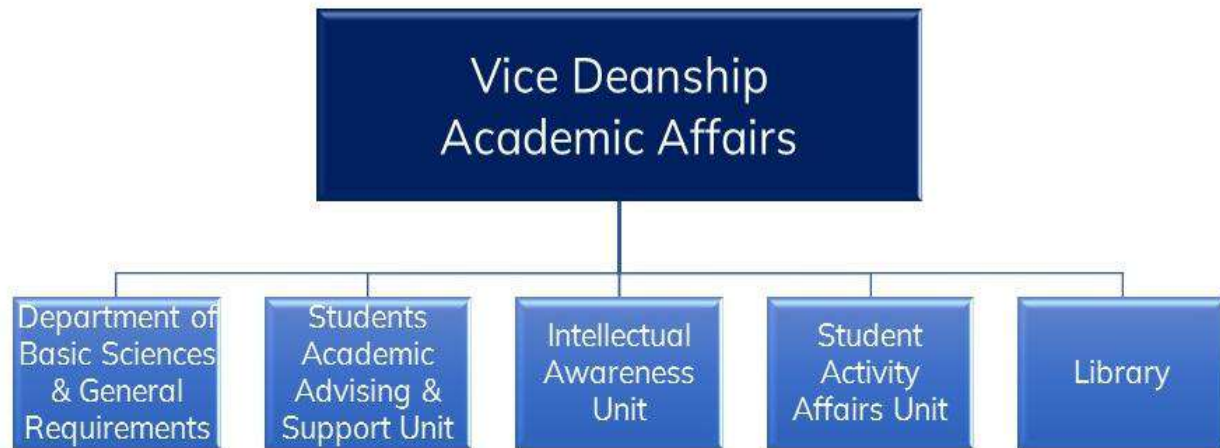 Vice Deanship
Academic Affairs
Department of
Basic Sciences
& General
Requirements
Students
Academic
Advising &
Support Unit
Intellectual
Awareness
Unit
Student
Activity
Affairs Unit
Library